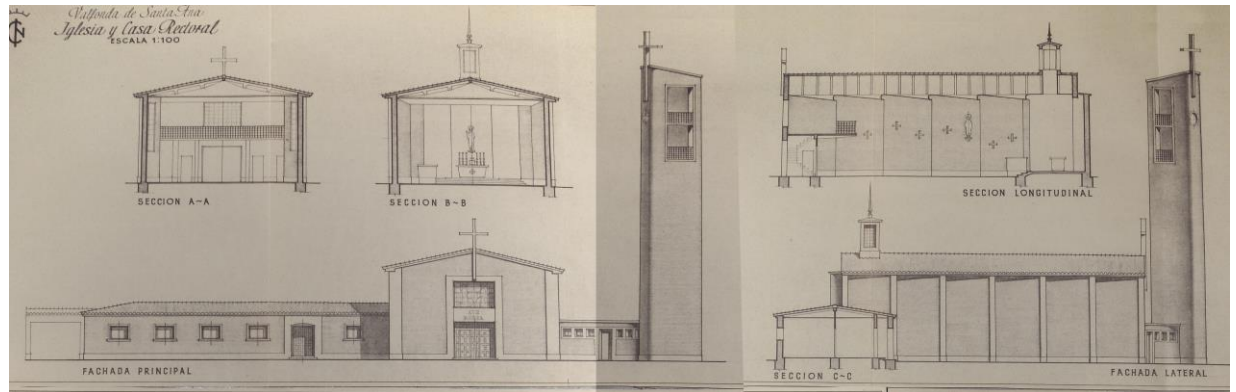 Valfonda de Santa Ana
Iglesia y Casa Rectoral
ESCALA 1:100
SECCION A-A
SECCION B-B
SECCION LONGITUDINAL
FACHADA PRINCIPAL
SECCION C-C
FACHADA LATERAL